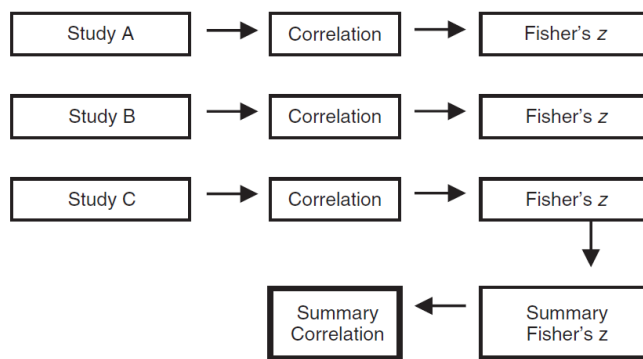 Study A
Correlation
Fisher’s z
Study B
Correlation
Fisher’s z
Study C
Correlation
Fisher’s z
Summary
Correlation
Summary
Fisher’s z